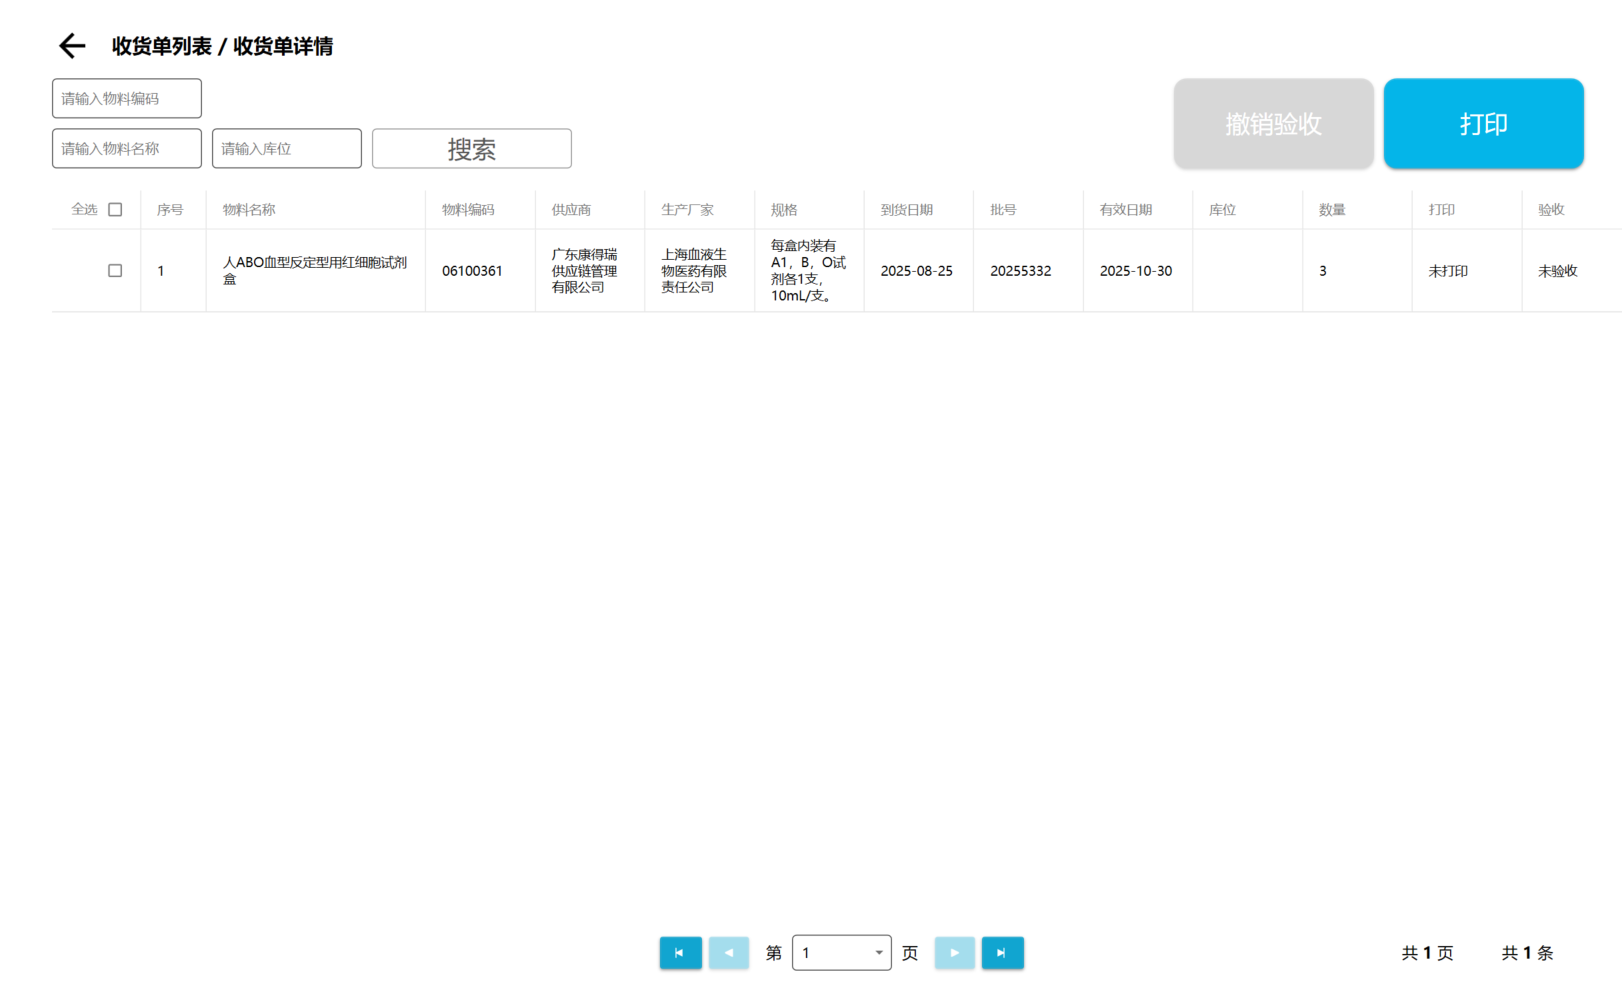 收货单列表 / 收货单详情
请输入物料编码
请输入物料名称 请输入库位 搜索
撤销验收 打印
全选 序号 物料名称 物料编码 供应商 生产厂家 规格 到货日期 批号 有效日期 库位 数量 打印 验收
1
人ABO血型反定型用红细胞试剂
盒
06100361
广东康得瑞
供应链管理
有限公司
上海血液生
物医药有限
责任公司
每盒内装有
A1，B，O试
剂各1支，
10mL/支。
2025-08-25
20255332
2025-10-30
3
未打印
未验收
第 1 页
共 1 页 共 1 条